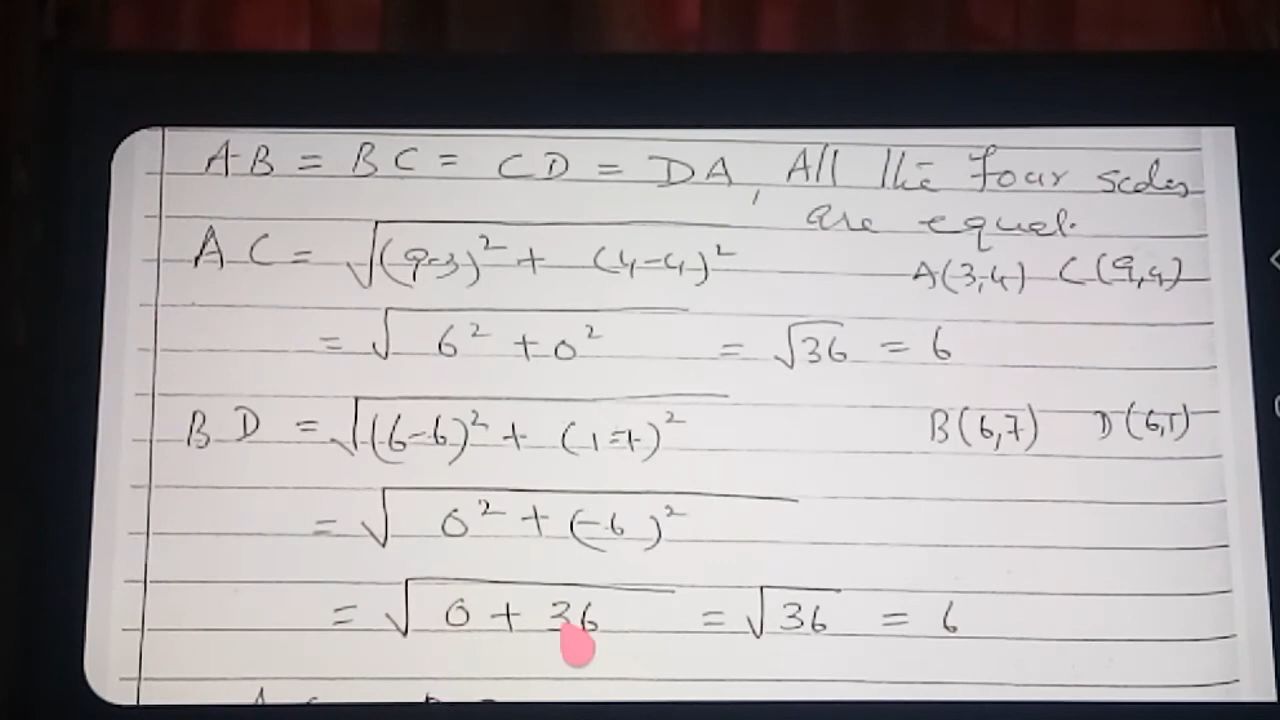 AB = BC = CD = DA, All the four sides
are equal.
AC = √(9-3)² + (4-4)² A(3,4) C(9,4)
= √6² + 0² = √36 = 6
BD = √(6-6)² + (1-7)² B(6,7) D(6,1)
= √0² + (-6)²
= √0 + 36 = √36 = 6